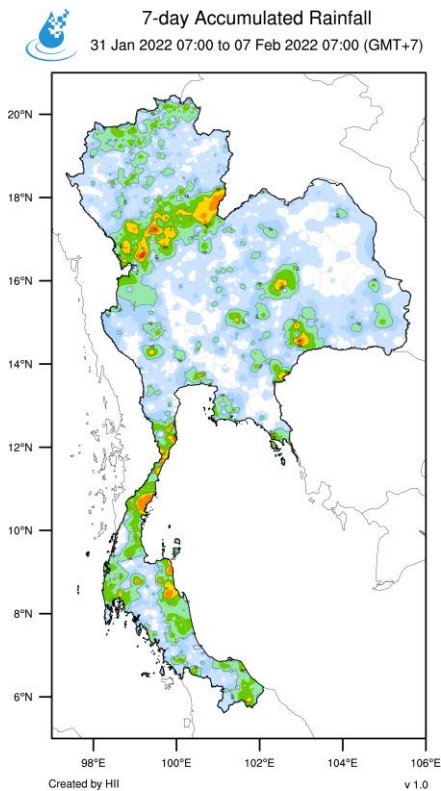 7-day Accumulated Rainfall
31 Jan 2022 07:00 to 07 Feb 2022 07:00 (GMT+7)
20°N
18°N
16°N
14°N
12°N
10°N
8°N
6°N
98°E 100°E 102°E 104°E 106°E
Created by HII v 1.0